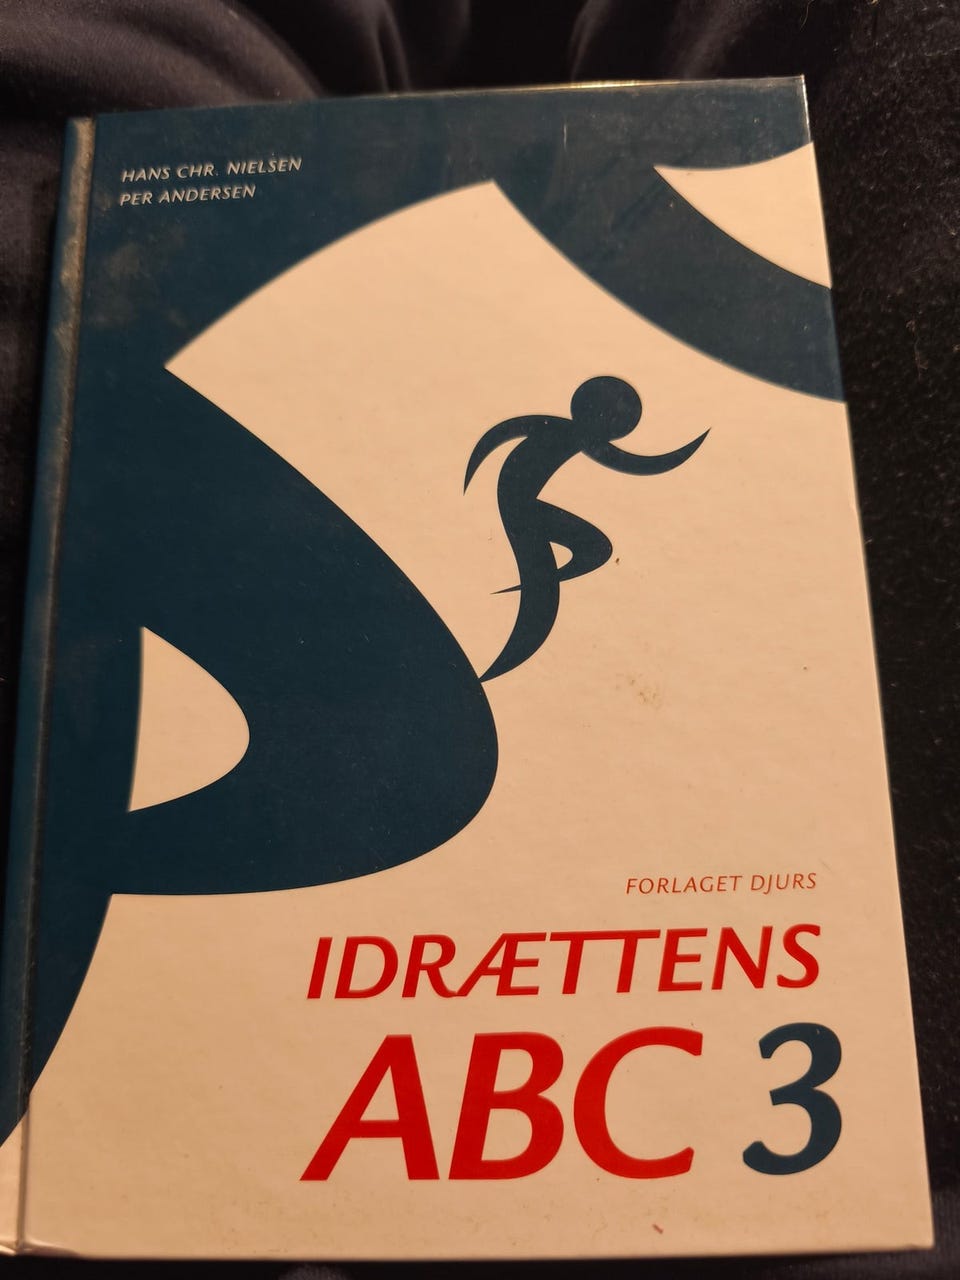 HANS CHR. NIELSEN
PER ANDERSEN
FORLAGET DJURS
IDRÆTTENS
ABC 3